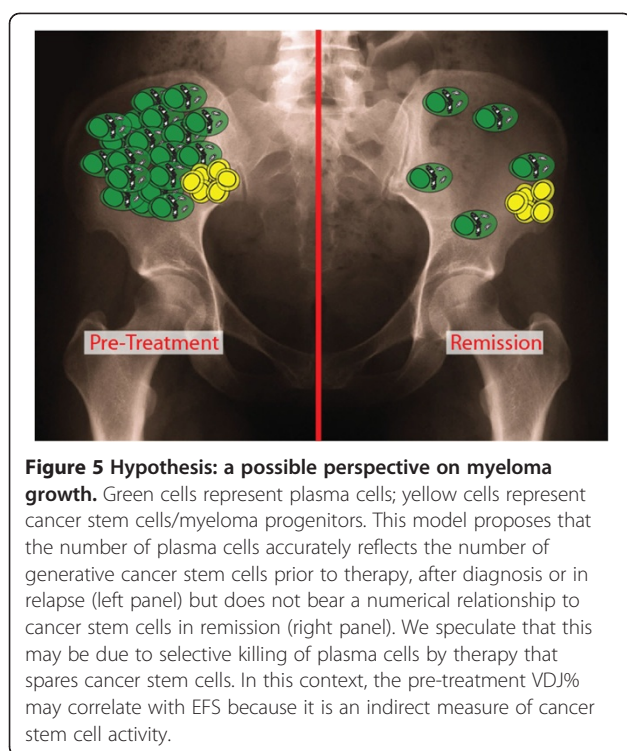 Pre-Treatment
Remission
Figure 5 Hypothesis: a possible perspective on myeloma
growth. Green cells represent plasma cells; yellow cells represent
cancer stem cells/myeloma progenitors. This model proposes that
the number of plasma cells accurately reflects the number of
generative cancer stem cells prior to therapy, after diagnosis or in
relapse (left panel) but does not bear a numerical relationship to
cancer stem cells in remission (right panel). We speculate that this
may be due to selective killing of plasma cells by therapy that
spares cancer stem cells. In this context, the pre-treatment VDJ%
may correlate with EFS because it is an indirect measure of cancer
stem cell activity.